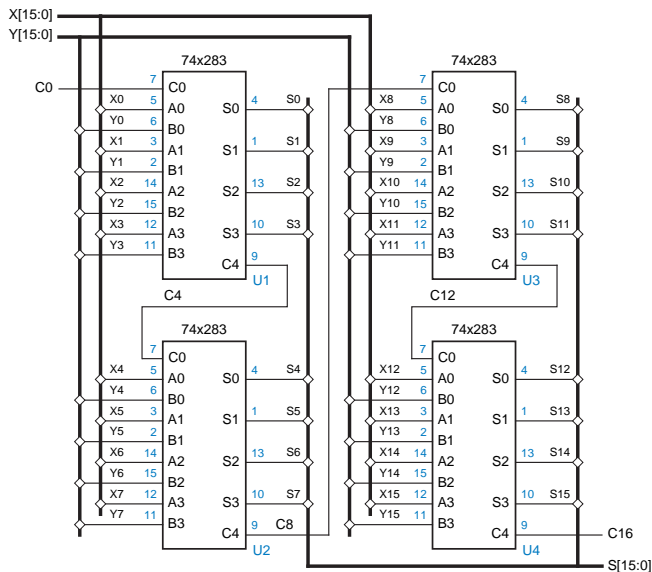 X[15:0]
Y[15:0]
74x283
C0
7
C0
X0 5 A0 S0 4 S0
Y0 6 B0
X1 3 A1 S1 1 S1
Y1 2 B1
X2 14 A2 S2 13 S2
Y2 15 B2
X3 12 A3 S3 10 S3
Y3 11 B3
C4 9
U1
C4
74x283
7
C0
X4 5 A0 S0 4 S4
Y4 6 B0
X5 3 A1 S1 1 S5
Y5 2 B1
X6 14 A2 S2 13 S6
Y6 15 B2
X7 12 A3 S3 10 S7
Y7 11 B3
C4 9 C8
U2
74x283
7
C0
X8 5 A0 S0 4 S8
Y8 6 B0
X9 3 A1 S1 1 S9
Y9 2 B1
X10 14 A2 S2 13 S10
Y10 15 B2
X11 12 A3 S3 10 S11
Y11 11 B3
C4 9
U3
C12
74x283
7
C0
X12 5 A0 S0 4 S12
Y12 6 B0
X13 3 A1 S1 1 S13
Y13 2 B1
X14 14 A2 S2 13 S14
Y14 15 B2
X15 12 A3 S3 10 S15
Y15 11 B3
C4 9 C16
U4
S[15:0]